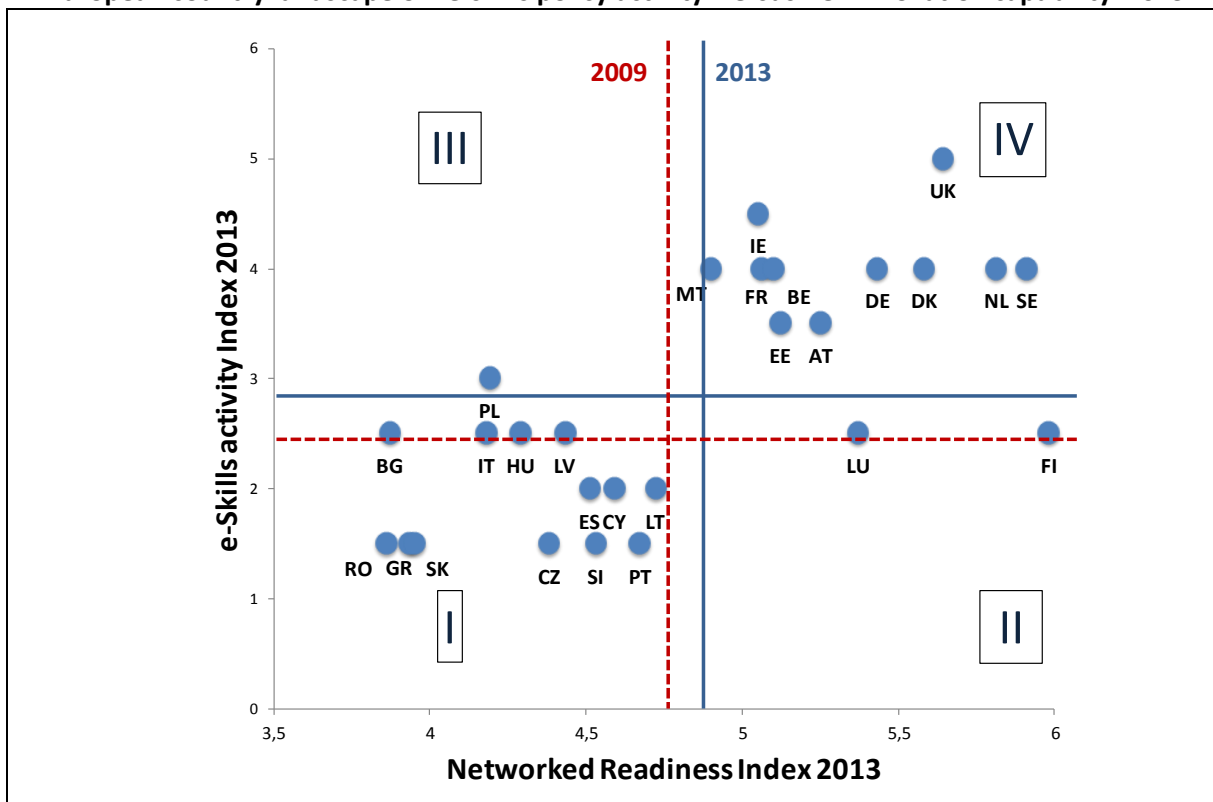 6
2009
2013
III
IV
5
UK
IE
4
MT
FR
BE
DE
DK
NL
SE
EE
AT
3
PL
BG
IT
HU
LV
LU
FI
2
ES
CY
LT
RO
GR
SK
CZ
SI
PT
1
I
II
0
3,5
4
4,5
5
5,5
6
e-Skills activity Index 2013
Networked Readiness Index 2013